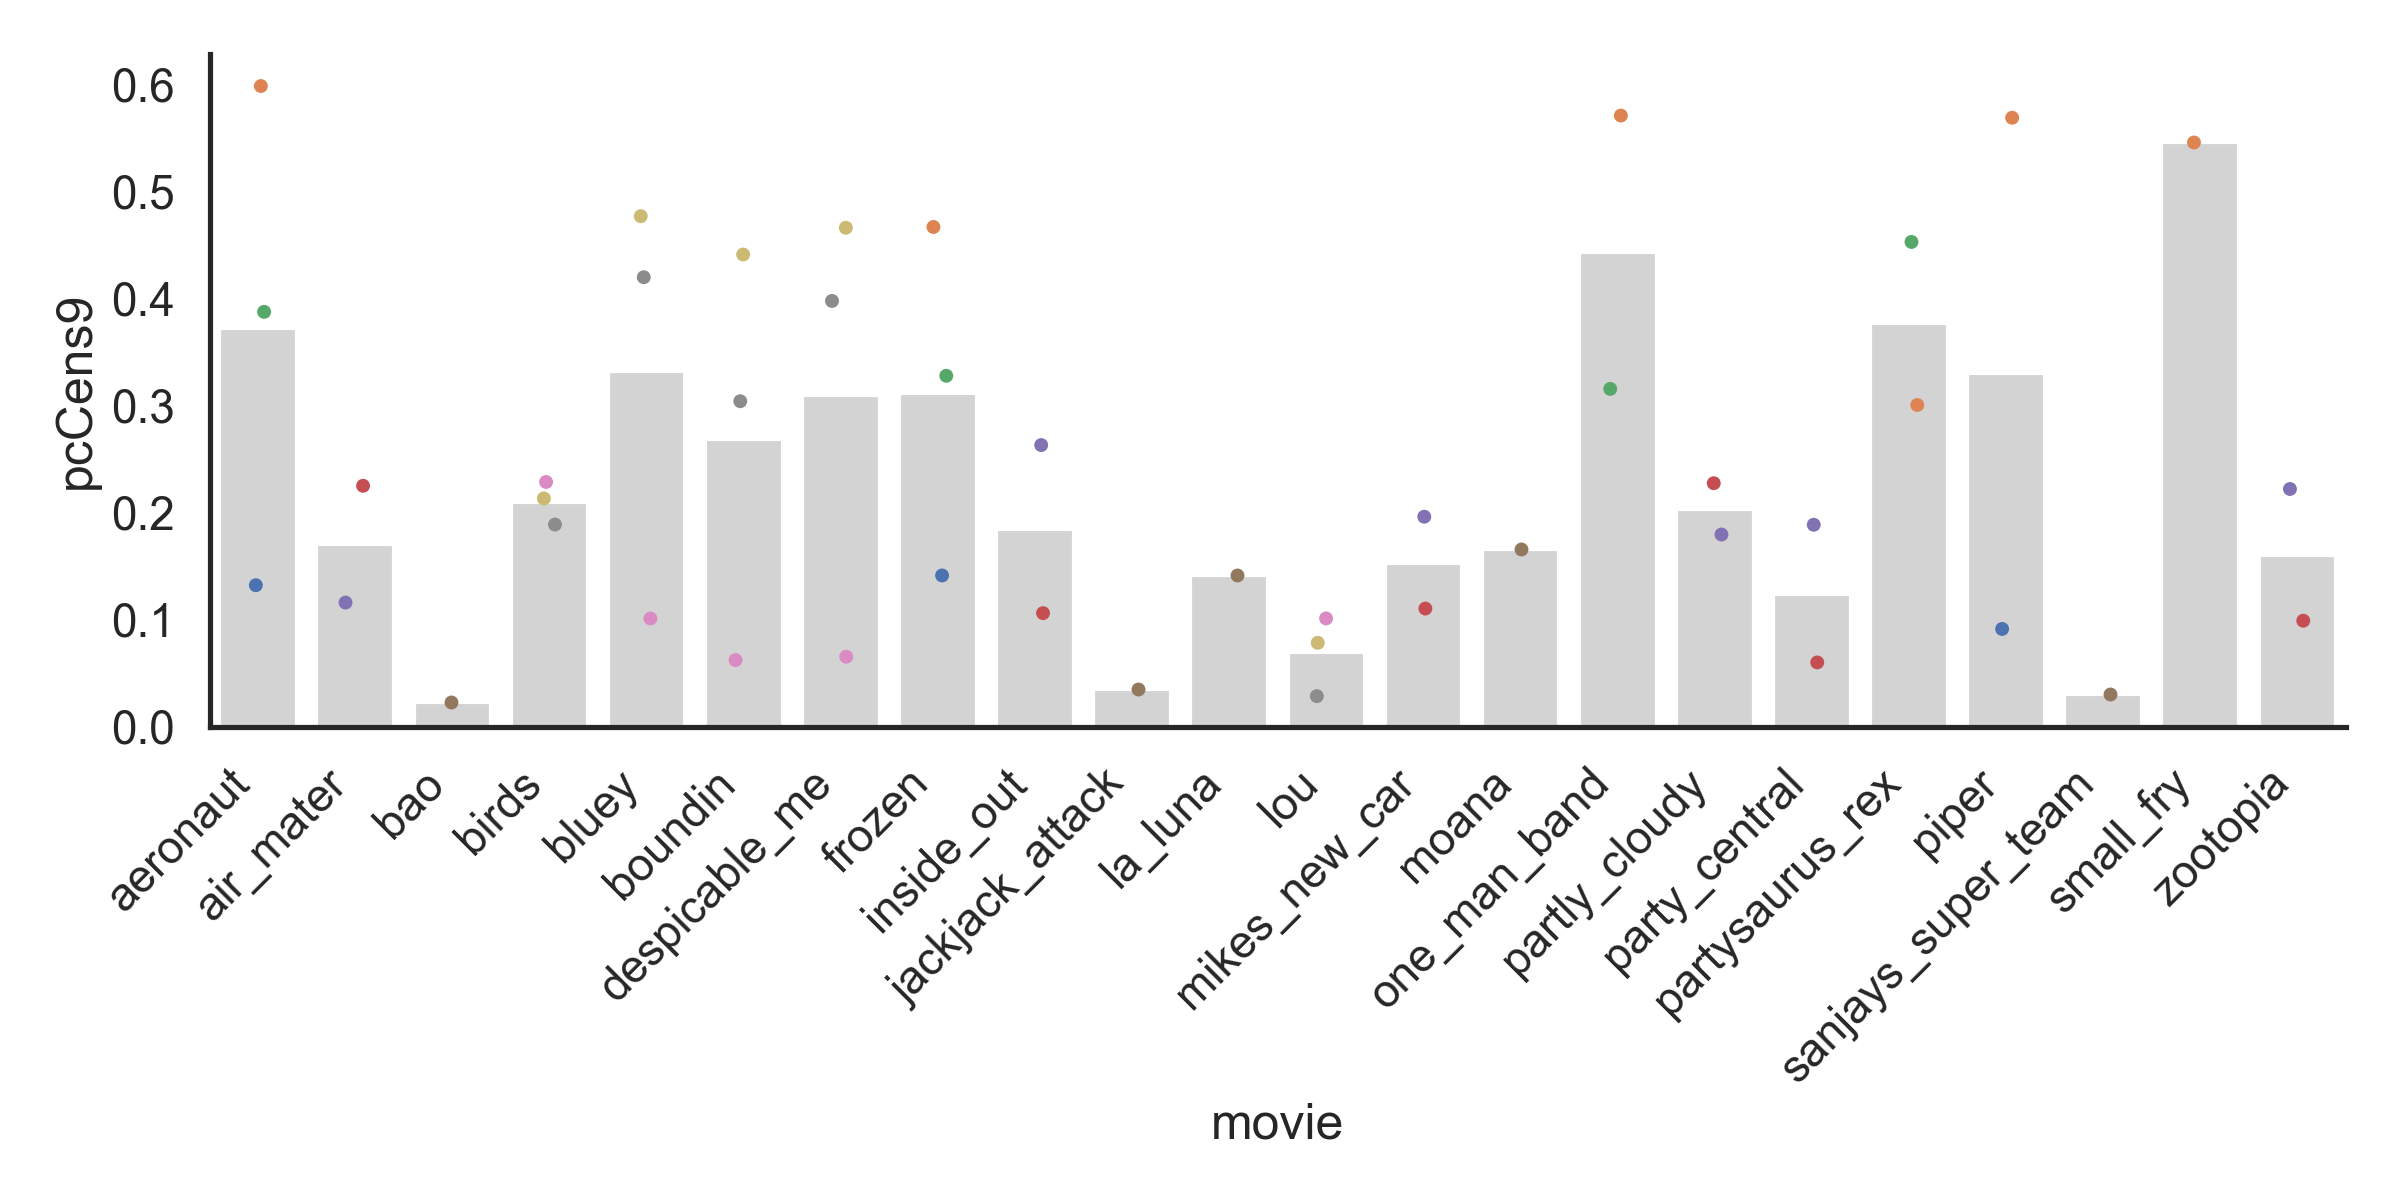 pcCens9
0.6
0.5
0.4
0.3
0.2
0.1
0.0
aeronaut
air_mater
bao
birds
bluey
boundin
despicable_me
frozen
inside_out
jackjack_attack
la_luna
lou
mikes_new_car
moana
one_man_band
partly_cloudy
party_central
partysaurus_rex
piper
sanjays_super_team
small_fry
zootopia
movie